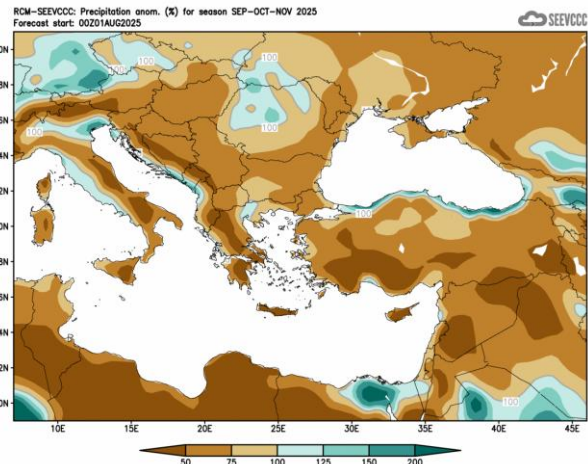 RCM-SEEVCCC: Precipitation anom. (%) for season SEP-OCT-NOV 2025
Forecast start: 00Z01AUG2025
SEEVCCC
100
100
100
100
100
100
100
10E
15E
20E
25E
30E
35E
40E
45E
50
75
100
125
150
200